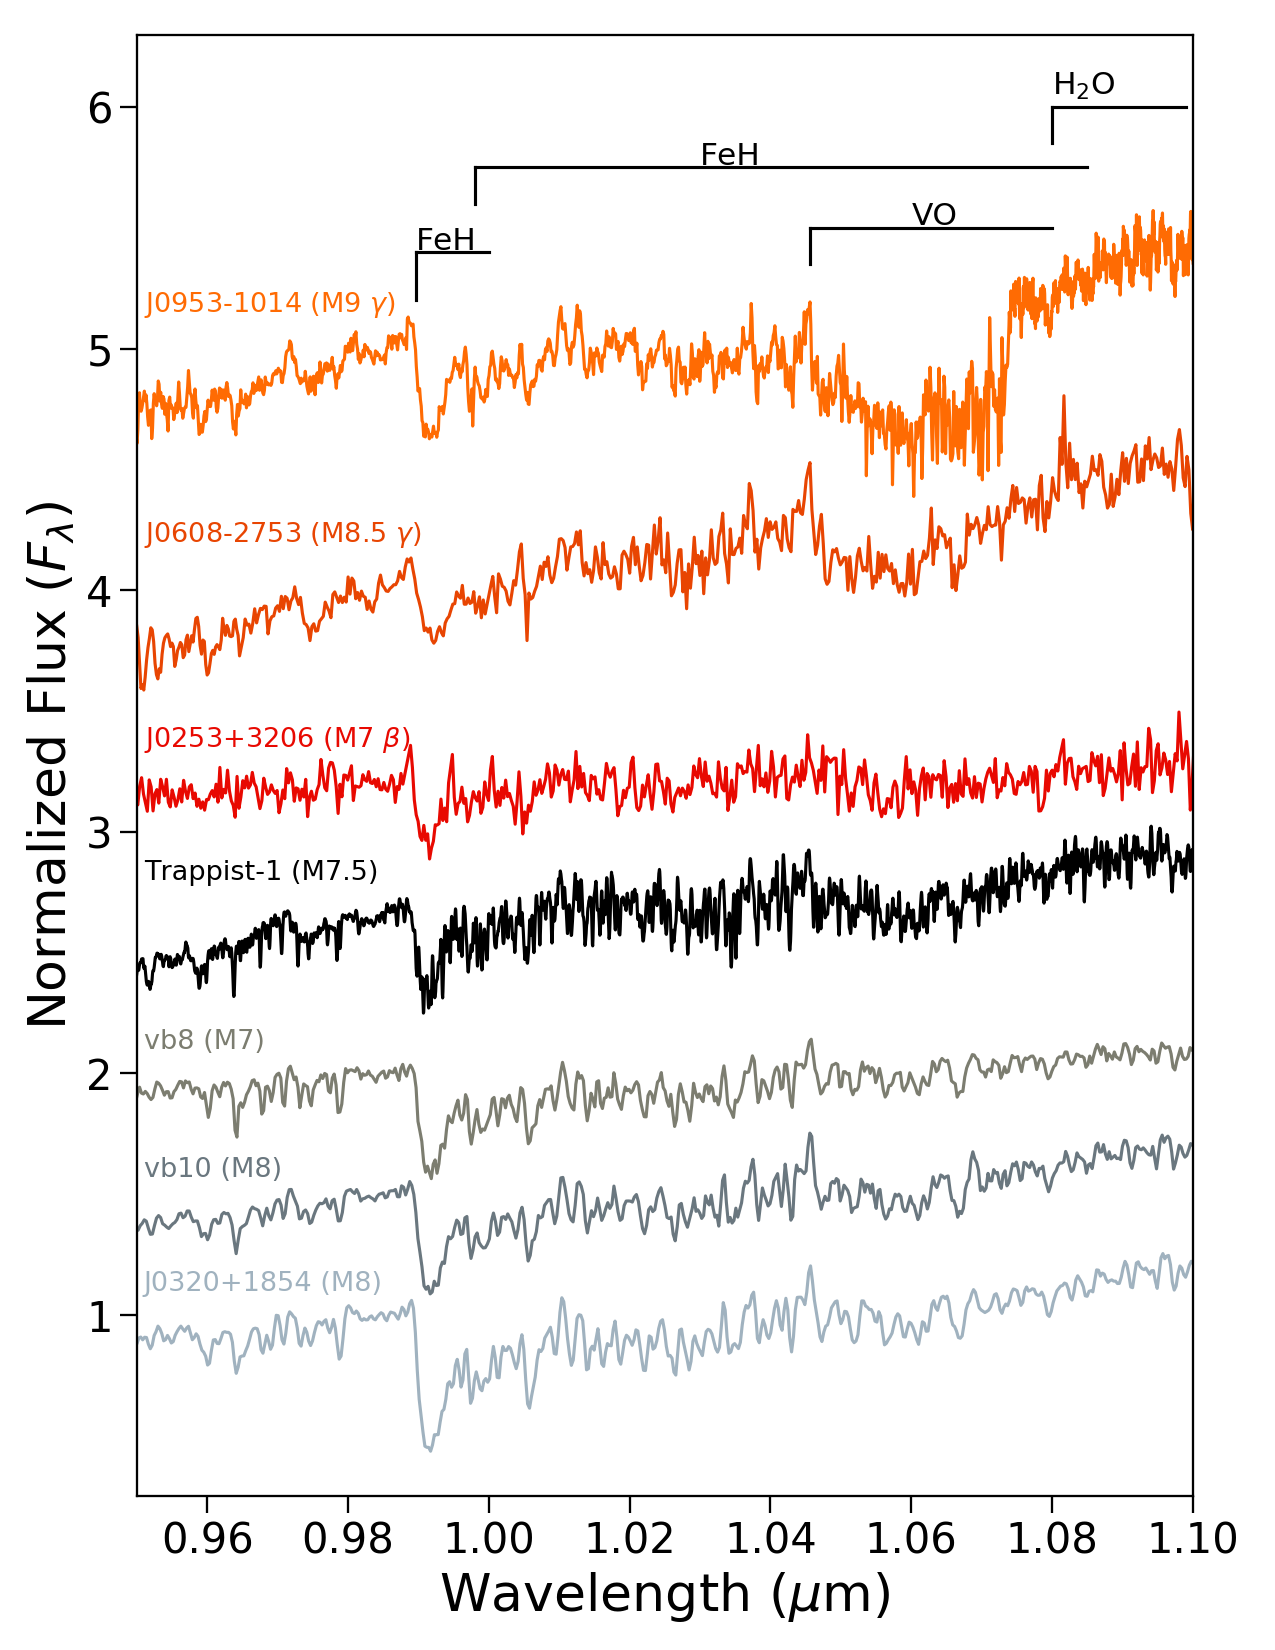 H₂O
FeH
VO
FeH
J0953-1014 (M9 γ)
J0608-2753 (M8.5 γ)
J0253+3206 (M7 β)
Trappist-1 (M7.5)
vb8 (M7)
vb10 (M8)
J0320+1854 (M8)
Normalized Flux (Fλ)
6
5
4
3
2
1
0.96 0.98 1.00 1.02 1.04 1.06 1.08 1.10
Wavelength (μm)